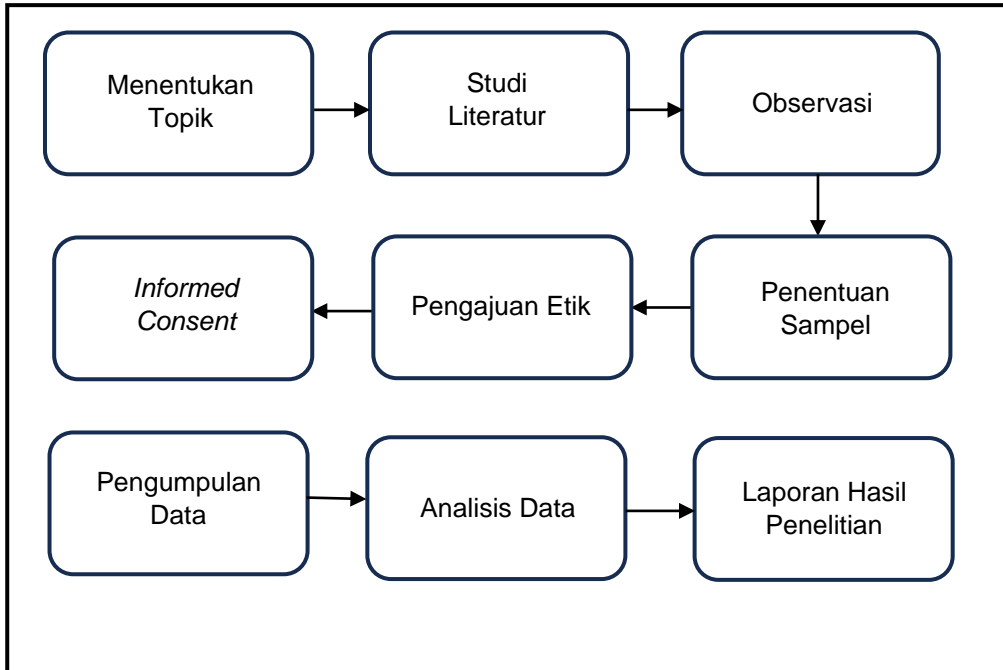 Menentukan
Topik
Studi
Literatur
Observasi
Informed
Consent
Pengajuan Etik
Penentuan
Sampel
Pengumpulan
Data
Analisis Data
Laporan Hasil
Penelitian